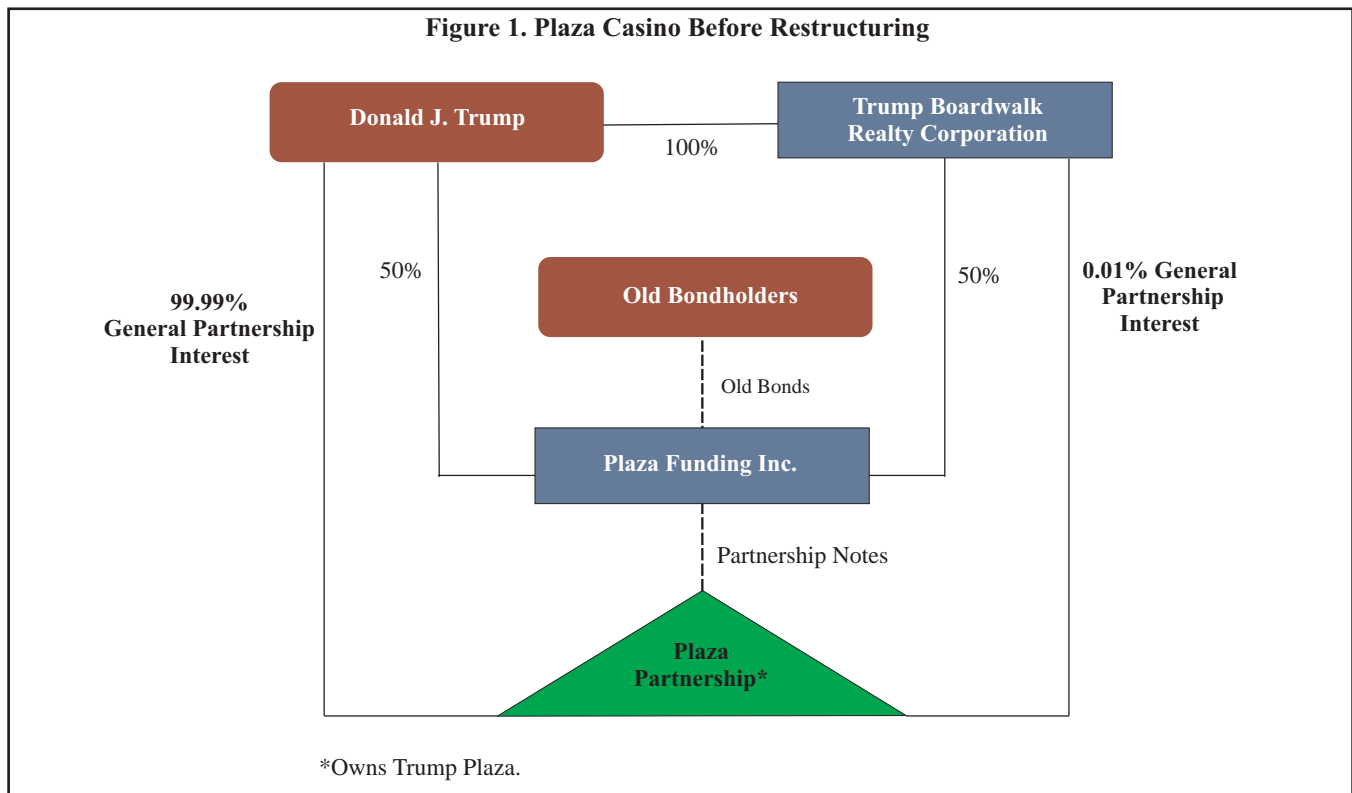 Figure 1. Plaza Casino Before Restructuring
Donald J. Trump
Trump Boardwalk
Realty Corporation
100%
50%
Old Bondholders
50%
0.01% General
Partnership
Interest
99.99%
General Partnership
Interest
Old Bonds
Plaza Funding Inc.
Partnership Notes
Plaza
Partnership*
*Owns Trump Plaza.